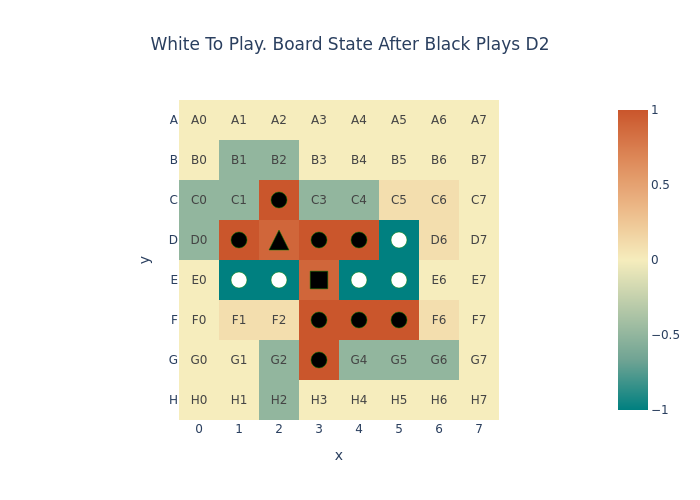 White To Play. Board State After Black Plays D2
A A0 A1 A2 A3 A4 A5 A6 A7
B B0 B1 B2 B3 B4 B5 B6 B7
C C0 C1 C3 C4 C5 C6 C7
D D0 D6 D7
E E0 E6 E7
F F0 F1 F2 F6 F7
G G0 G1 G2 G4 G5 G6 G7
H H0 H1 H2 H3 H4 H5 H6 H7
0 1 2 3 4 5 6 7
x
y
1
0.5
0
−0.5
−1